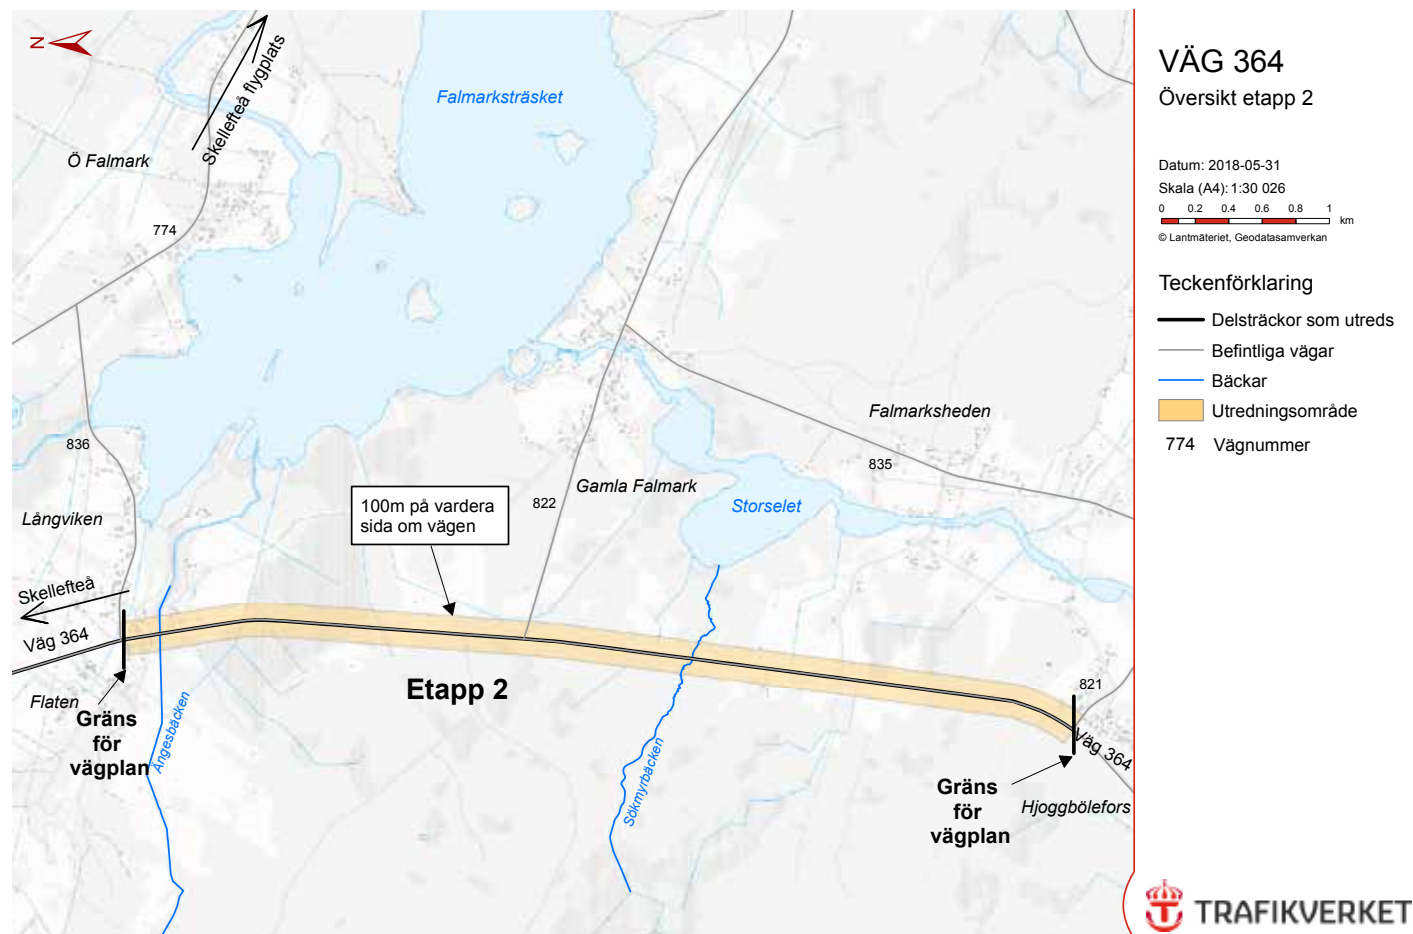 N
Skellefteå flygplats
Falmarksträsket
Ö Falmark
774
836
Långviken
Skellefteå
Väg 364
Flaten
Gräns
för
vägplan
Ängesbäcken
100m på vardera
sida om vägen
822
Gamla Falmark
Storselet
Falmarksheden
835
Etapp 2
Sökmyrbäcken
821
Väg 364
Gräns
för
vägplan
Hjoggbölefors
VÄG 364
Översikt etapp 2
Datum: 2018-05-31
Skala (A4): 1:30 026
0 0.2 0.4 0.6 0.8 1
km
© Lantmäteriet, Geodatasamverkan
Teckenförklaring
Delsträckor som utreds
Befintliga vägar
Bäckar
Utredningsområde
774 Vägnummer
TRAFIKVERKET